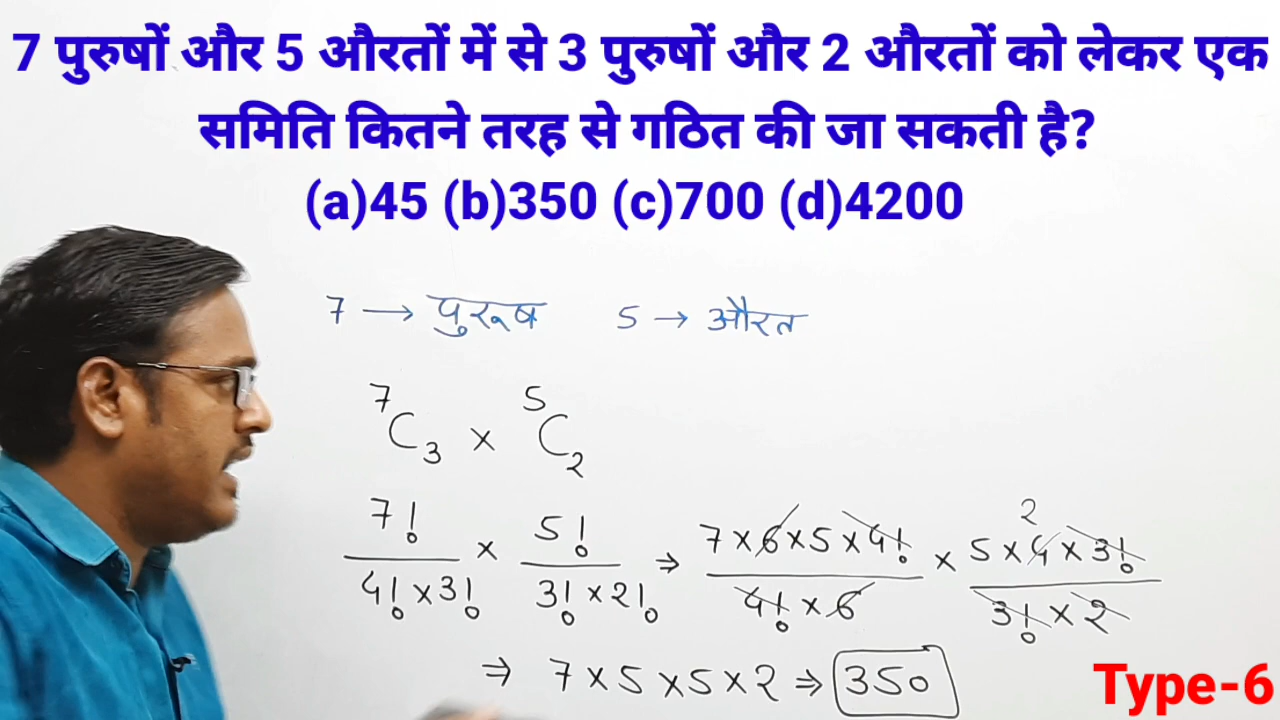 7 पुरुषों और 5 औरतों में से 3 पुरुषों और 2 औरतों को लेकर एक
समिति कितने तरह से गठित की जा सकती है?
(a)45 (b)350 (c)700 (d)4200
7 → पुरूष 5 → औरत
⁷C₃ × ⁵C₂
7!/(4! × 3!) × 5!/(3! × 2!) ⇒ (7 × 6 × 5 × 4!)/(4! × 6) × (5 × 4 × 3!)/(3! × 2) 2
⇒ 7 × 5 × 5 × 2 ⇒ 350
Type-6